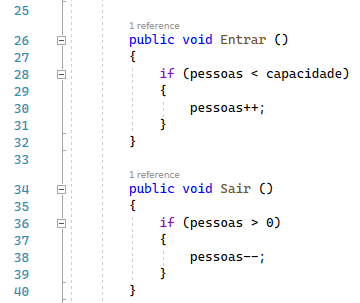 25
1 reference
26 public void Entrar ()
27 {
28 if (pessoas < capacidade)
29 {
30 pessoas++;
31 }
32 }
33
1 reference
34 public void Sair ()
35 {
36 if (pessoas > 0)
37 {
38 pessoas--;
39 }
40 }